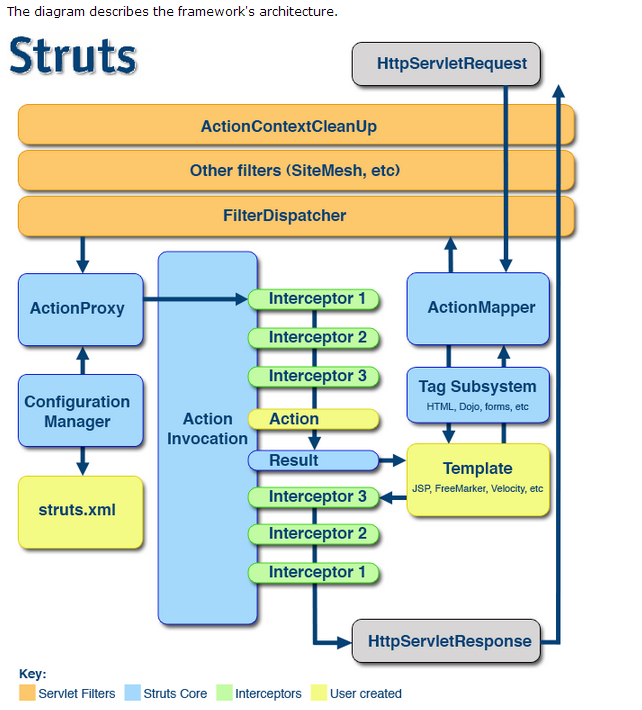 The diagram describes the framework's architecture.
Struts
HttpServletRequest
ActionContextCleanUp
Other filters (SiteMesh, etc)
FilterDispatcher
ActionProxy
Configuration
Manager
struts.xml
Action
Invocation
Interceptor 1
Interceptor 2
Interceptor 3
Action
Result
Interceptor 3
Interceptor 2
Interceptor 1
ActionMapper
Tag Subsystem
HTML, Dojo, forms, etc
Template
JSP, FreeMarker, Velocity, etc
HttpServletResponse
Key:
Servlet Filters
Struts Core
Interceptors
User created